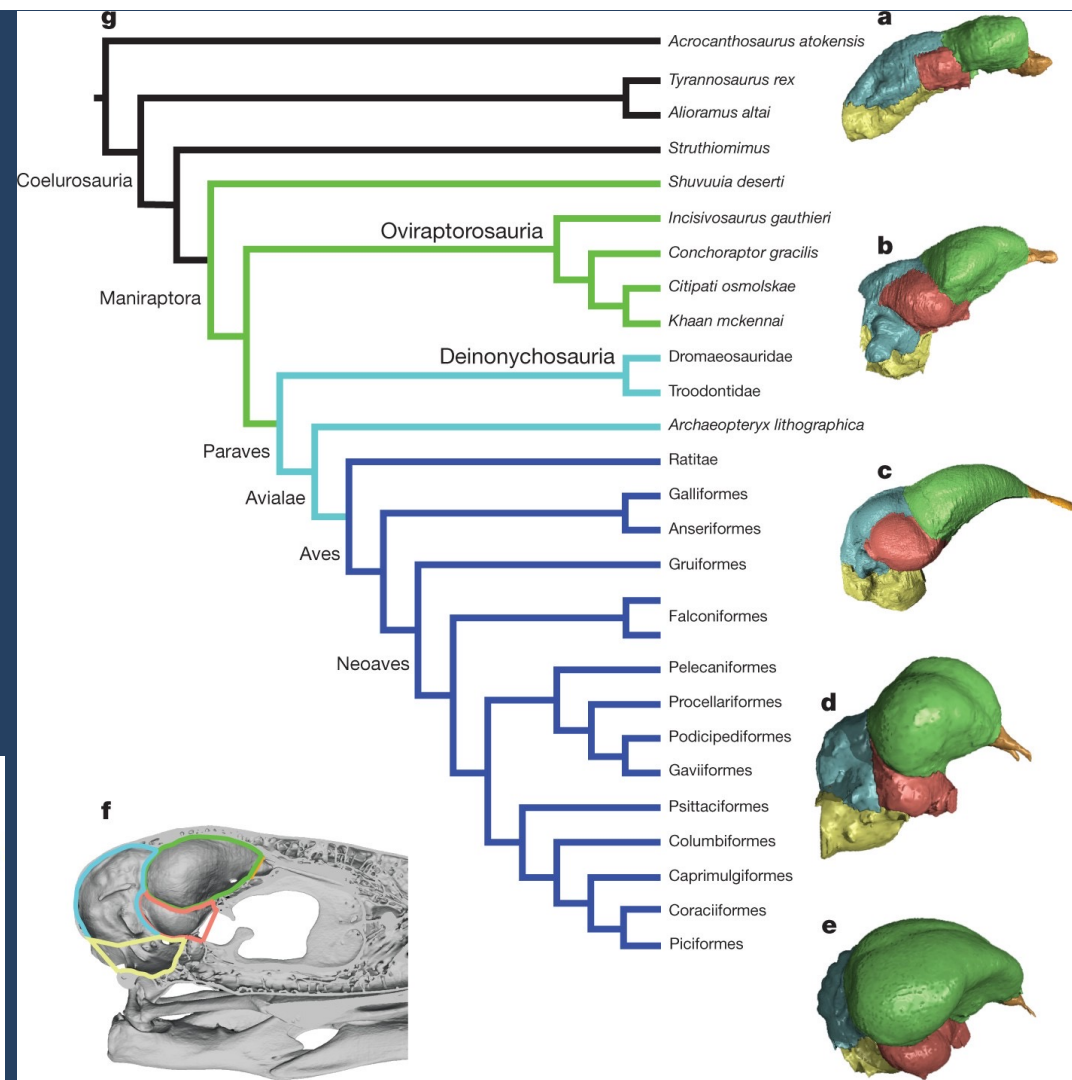 g
a
Acrocanthosaurus atokensis
Tyrannosaurus rex
Alioramus altai
Struthiomimus
Coelurosauria
Shuvuuia deserti
Incisivosaurus gauthieri
Oviraptorosauria
b
Conchoraptor gracilis
Citipati osmolskae
Maniraptora
Khaan mckennai
Deinonychosauria
Dromaeosauridae
Troodontidae
Archaeopteryx lithographica
Paraves
Ratitae
c
Avialae
Galliformes
Anseriformes
Aves
Gruiformes
Falconiformes
Neoaves
Pelecaniformes
Procellariformes
d
Podicipediformes
Gaviiformes
f
Psittaciformes
Columbiformes
Caprimulgiformes
Coraciiformes
e
Piciformes